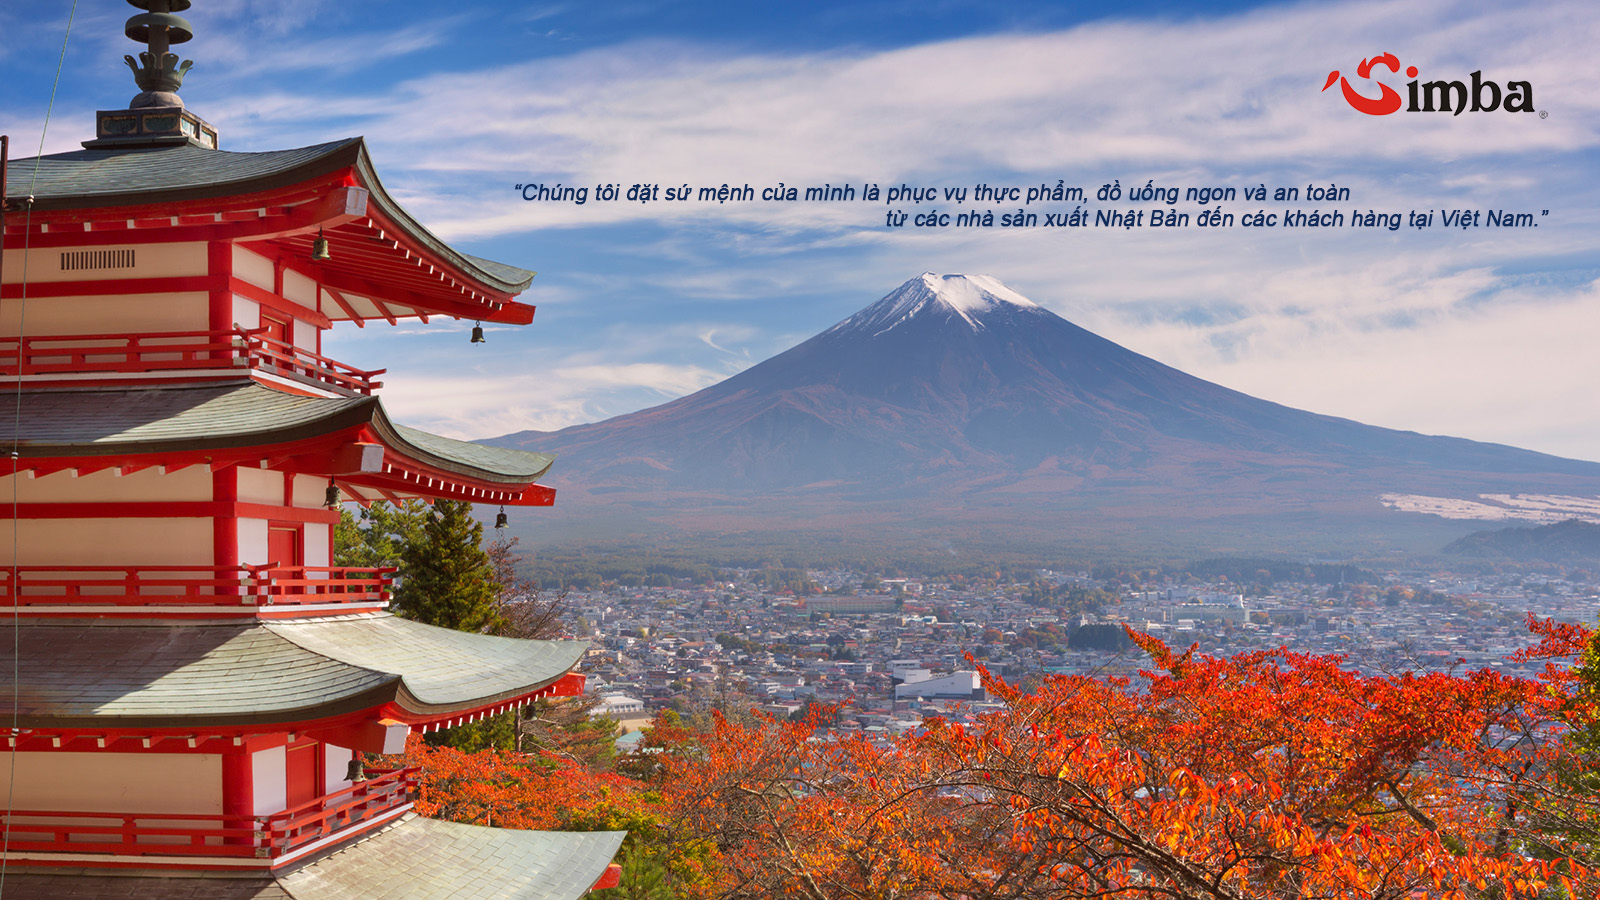 Simba
®
“Chúng tôi đặt sứ mệnh của mình là phục vụ thực phẩm, đồ uống ngon và an toàn
từ các nhà sản xuất Nhật Bản đến các khách hàng tại Việt Nam.”